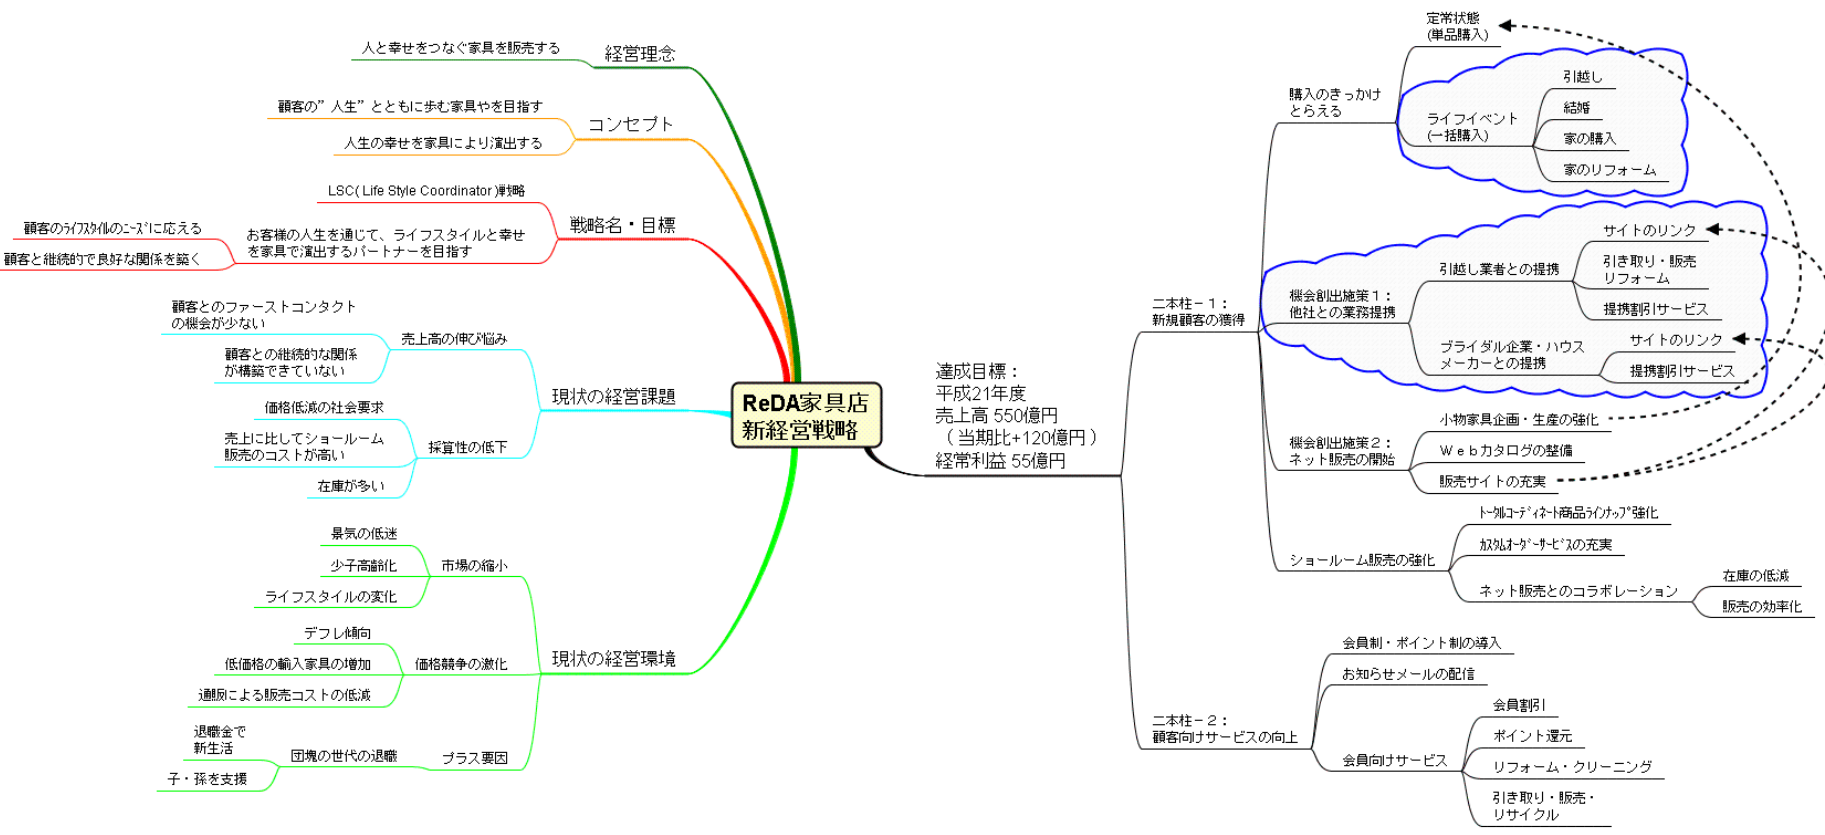 ReDA家具店
新経営戦略
経営理念
人と幸せをつなぐ家具を販売する
コンセプト
顧客の”人生”とともに歩む家具やを目指す
人生の幸せを家具により演出する
戦略名・目標
LSC( Life Style Coordinator )戦略
お客様の人生を通じて、ライフスタイルと幸せ
を家具で演出するパートナーを目指す
顧客のﾗｲﾌｽﾀｲﾙのﾆｰｽﾞに応える
顧客と継続的で良好な関係を築く
現状の経営課題
売上高の伸び悩み
顧客とのファーストコンタクト
の機会が少ない
顧客との継続的な関係
が構築できていない
採算性の低下
価格低減の社会要求
売上に比してショールーム
販売のコストが高い
在庫が多い
現状の経営環境
市場の縮小
景気の低迷
少子高齢化
ライフスタイルの変化
価格競争の激化
デフレ傾向
低価格の輸入家具の増加
通販による販売コストの低減
プラス要因
団塊の世代の退職
退職金で
新生活
子・孫を支援
達成目標：
平成21年度
売上高 550億円
（当期比+120億円）
経常利益 55億円
二本柱－１：
新規顧客の獲得
購入のきっかけ
とらえる
定常状態
(単品購入)
ライフイベント
(一括購入)
引越し
結婚
家の購入
家のリフォーム
機会創出施策１：
他社との業務提携
引越し業者との提携
サイトのリンク
引き取り・販売
リフォーム
提携割引サービス
ブライダル企業・ハウス
メーカーとの提携
サイトのリンク
提携割引サービス
機会創出施策２：
ネット販売の開始
小物家具企画・生産の強化
Ｗｅｂカタログの整備
販売サイトの充実
ショールーム販売の強化
ﾄｰﾀﾙｺｰﾃﾞｨﾈｰﾄ商品ﾗｲﾝﾅｯﾌﾟ強化
ｶｽﾀﾑｵｰﾀﾞｰｻｰﾋﾞｽの充実
ネット販売とのコラボレーション
在庫の低減
販売の効率化
二本柱－２：
顧客向けサービスの向上
会員制・ポイント制の導入
お知らせメールの配信
会員向けサービス
会員割引
ポイント還元
リフォーム・クリーニング
引き取り・販売・
リサイクル